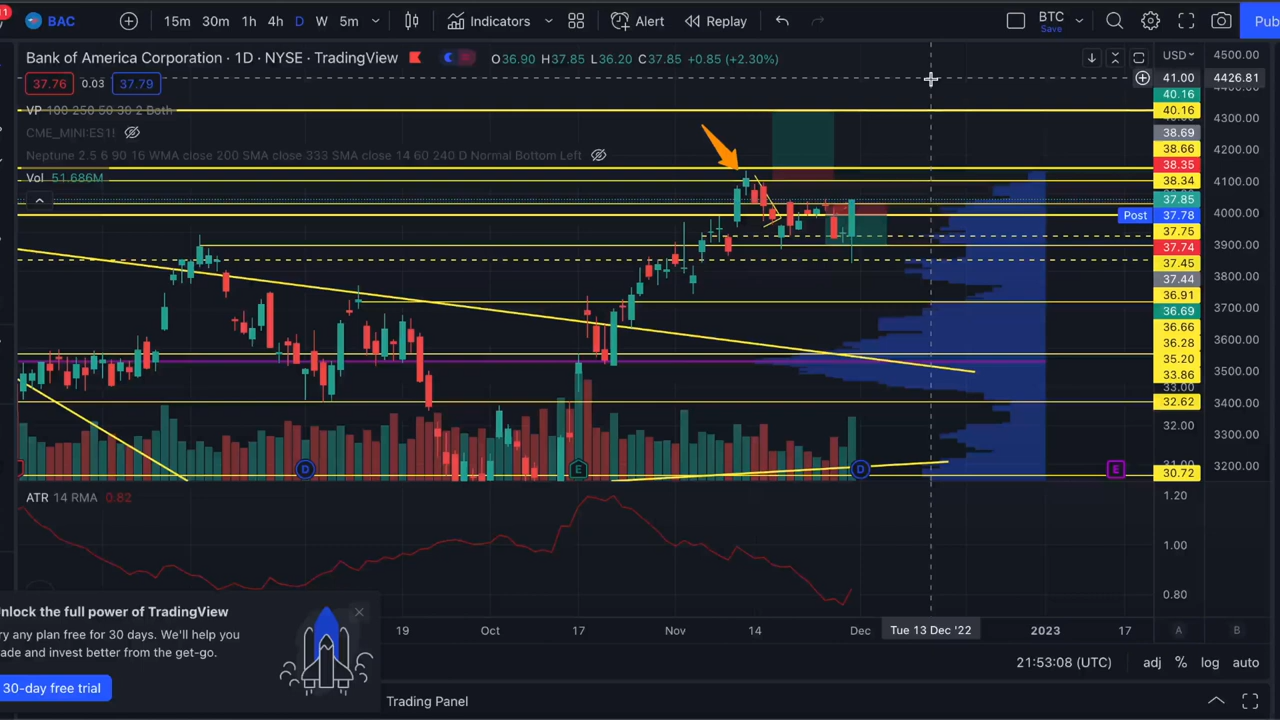 11
BAC
15m 30m 1h 4h D W 5m
Indicators
Alert
Replay
BTC
Save
Pub
Bank of America Corporation · 1D · NYSE · TradingView
O36.90 H37.85 L36.20 C37.85 +0.85 (+2.30%)
37.76 0.03 37.79
VP 100 250 50 30 2 Both
CME_MINI:ES1!
Neptune 2.5 6 90 16 WMA close 200 SMA close 333 SMA close 14 60 240 D Normal Bottom Left
Vol 51.686M
USD
41.00
40.16
40.16
38.69
38.66
38.35
38.34
37.85
Post 37.78
37.75
37.74
37.45
37.44
36.91
36.69
36.66
36.28
35.20
33.86
33.00
32.62
32.00
30.72
4500.00
4426.81
4300.00
4200.00
4100.00
4000.00
3900.00
3800.00
3700.00
3600.00
3500.00
3400.00
3300.00
3200.00
D
E
D
E
ATR 14 RMA 0.82
1.20
1.00
0.80
19 Oct 17 Nov 14 Dec Tue 13 Dec '22 2023 17 A B
Unlock the full power of TradingView
ry any plan free for 30 days. We'll help you
ade and invest better from the get-go.
30-day free trial
21:53:08 (UTC) adj % log auto
Trading Panel